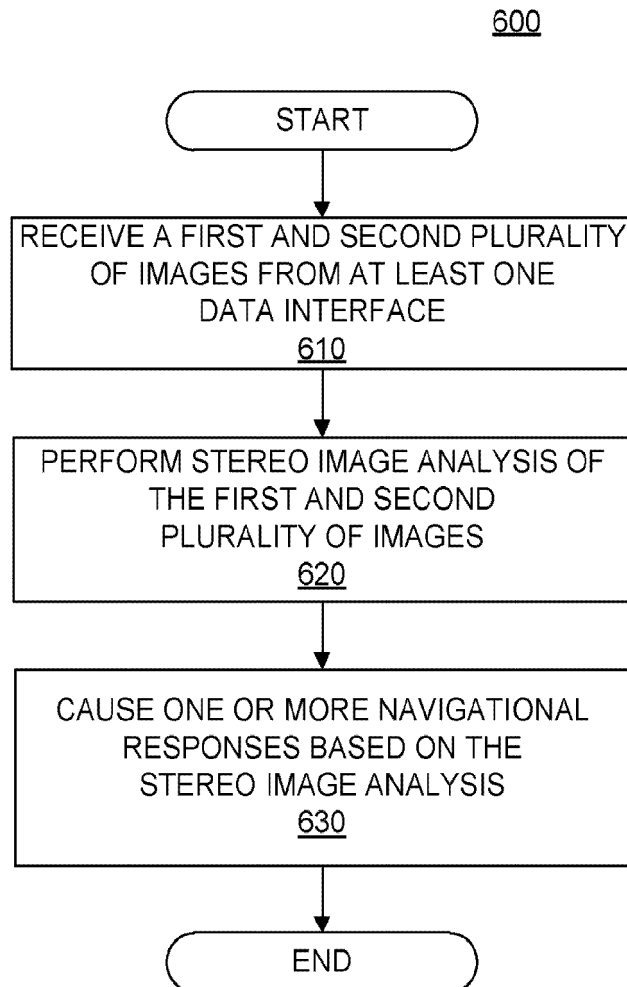 600
START
RECEIVE A FIRST AND SECOND PLURALITY
OF IMAGES FROM AT LEAST ONE
DATA INTERFACE
610
PERFORM STEREO IMAGE ANALYSIS OF
THE FIRST AND SECOND
PLURALITY OF IMAGES
620
CAUSE ONE OR MORE NAVIGATIONAL
RESPONSES BASED ON THE
STEREO IMAGE ANALYSIS
630
END